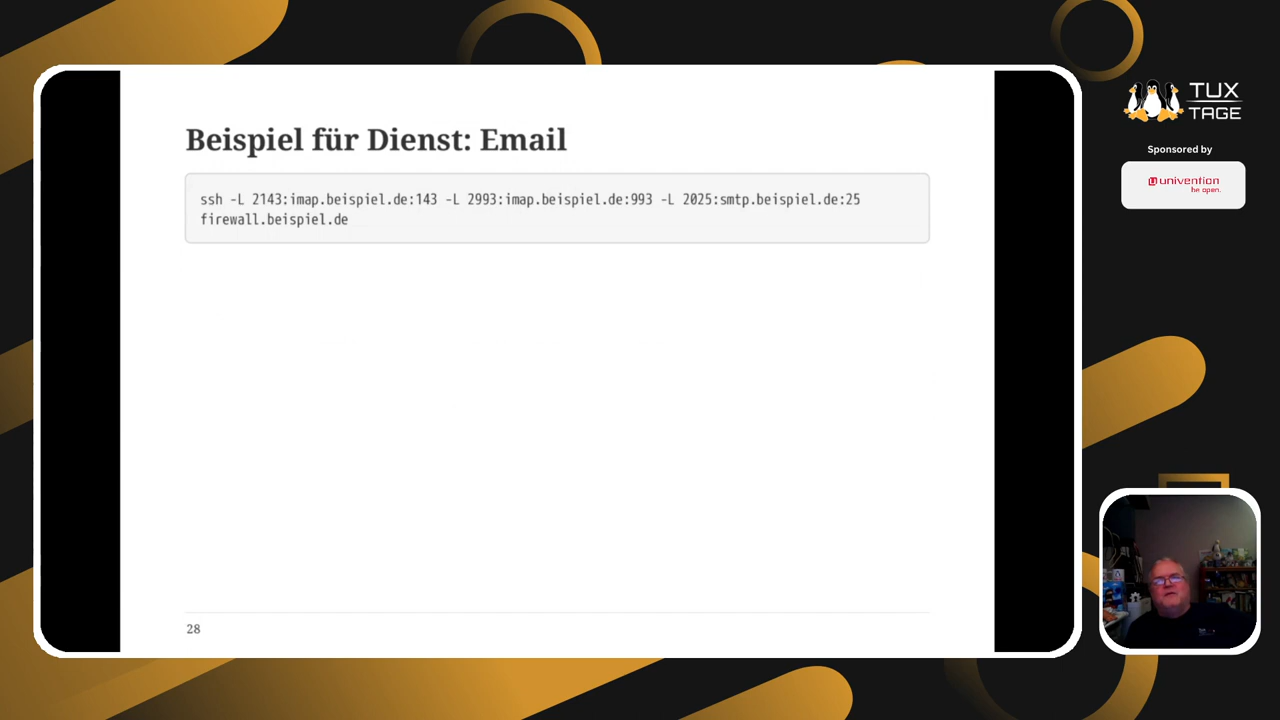 Beispiel für Dienst: Email
ssh -L 2143:imap.beispiel.de:143 -L 2993:imap.beispiel.de:993 -L 2025:smtp.beispiel.de:25
firewall.beispiel.de
28
TUX
TAGE
Sponsored by
univention
be open.